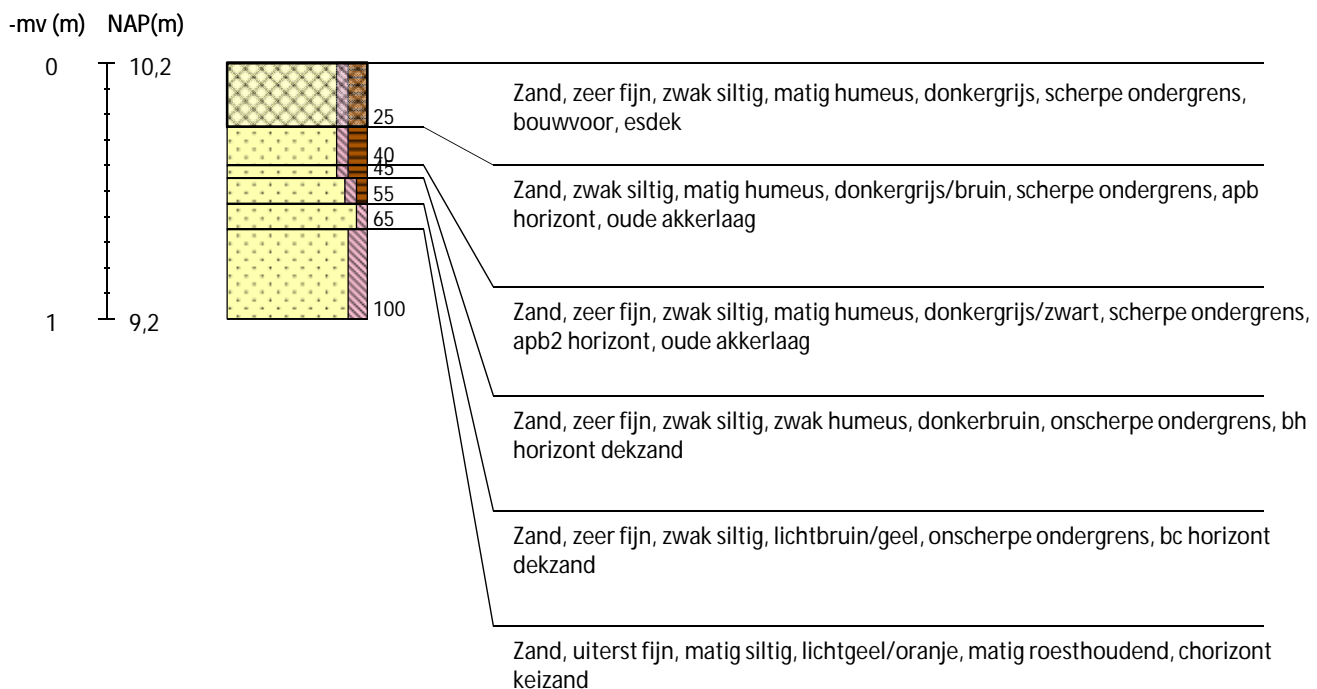 -mv (m) NAP(m)
0 10,2
Zand, zeer fijn, zwak siltig, matig humeus, donkergrijs, scherpe ondergrens,
bouwvoor, esdek
25
40
45
Zand, zwak siltig, matig humeus, donkergrijs/bruin, scherpe ondergrens, apb
horizont, oude akkerlaag
55
65
100
1 9,2
Zand, zeer fijn, zwak siltig, matig humeus, donkergrijs/zwart, scherpe ondergrens,
apb2 horizont, oude akkerlaag
Zand, zeer fijn, zwak siltig, zwak humeus, donkerbruin, onscherpe ondergrens, bh
horizont dekzand
Zand, zeer fijn, zwak siltig, lichtbruin/geel, onscherpe ondergrens, bc horizont
dekzand
Zand, uiterst fijn, matig siltig, lichtgeel/oranje, matig roesthoudend, chorizont
keizand